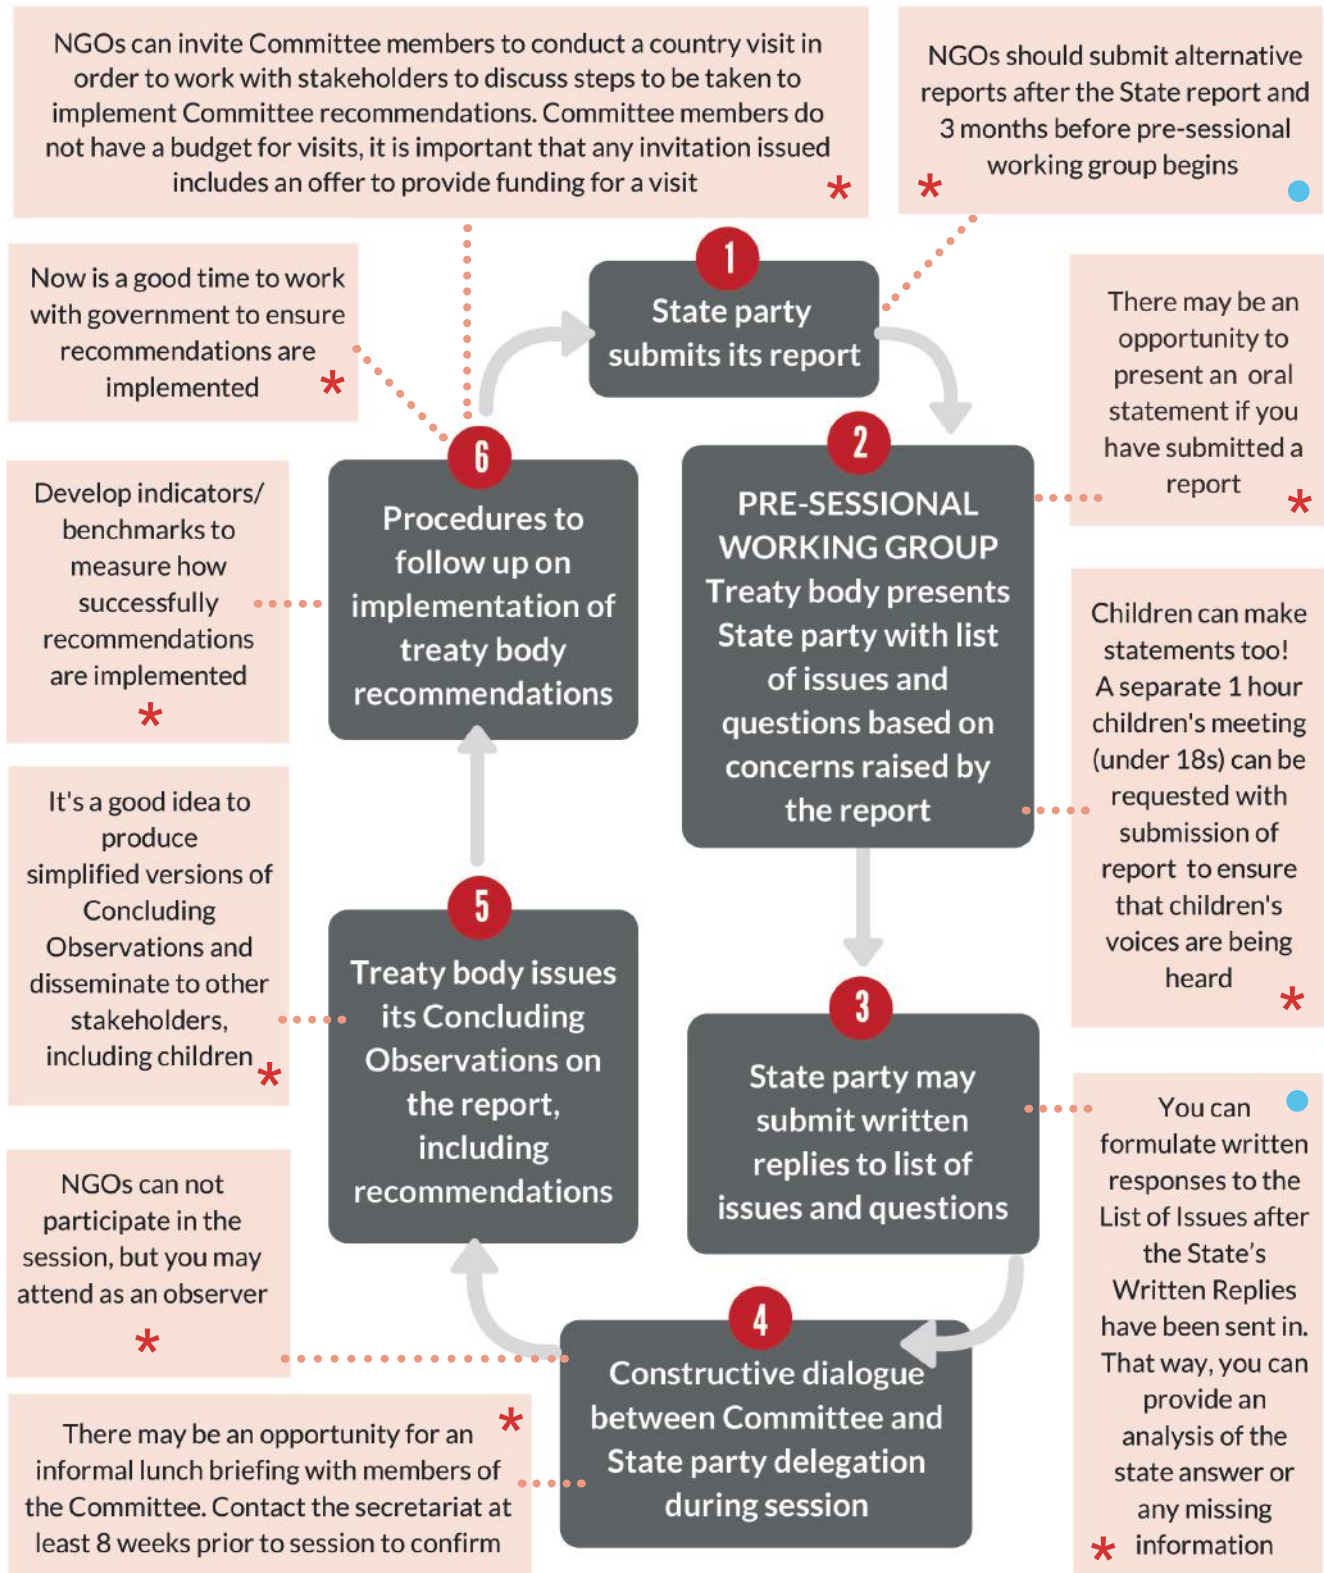 NGOs can invite Committee members to conduct a country visit in
order to work with stakeholders to discuss steps to be taken to
implement Committee recommendations. Committee members do
not have a budget for visits, it is important that any invitation issued
includes an offer to provide funding for a visit
*
NGOs should submit alternative
reports after the State report and
3 months before pre-sessional
working group begins
*
1
State party
submits its report
Now is a good time to work
with government to ensure
recommendations are
implemented
*
There may be an
opportunity to
present an oral
statement if you
have submitted a
report
*
2
PRE-SESSIONAL
WORKING GROUP
Treaty body presents
State party with list
of issues and
questions based on
concerns raised by
the report
6
Procedures to
follow up on
implementation of
treaty body
recommendations
Develop indicators/
benchmarks to
measure how
successfully
recommendations
are implemented
*
Children can make
statements too!
A separate 1 hour
children's meeting
(under 18s) can be
requested with
submission of
report to ensure
that children's
voices are being
heard
*
It's a good idea to
produce
simplified versions of
Concluding
Observations and
disseminate to other
stakeholders,
including children
*
5
Treaty body issues
its Concluding
Observations on
the report,
including
recommendations
3
State party may
submit written
replies to list of
issues and questions
You can
formulate written
responses to the
List of Issues after
the State’s
Written Replies
have been sent in.
That way, you can
provide an
analysis of the
state answer or
any missing
information
*
NGOs can not
participate in the
session, but you may
attend as an observer
*
4
Constructive dialogue
between Committee and
State party delegation
during session
There may be an opportunity for an
informal lunch briefing with members of
the Committee. Contact the secretariat at
least 8 weeks prior to session to confirm
*